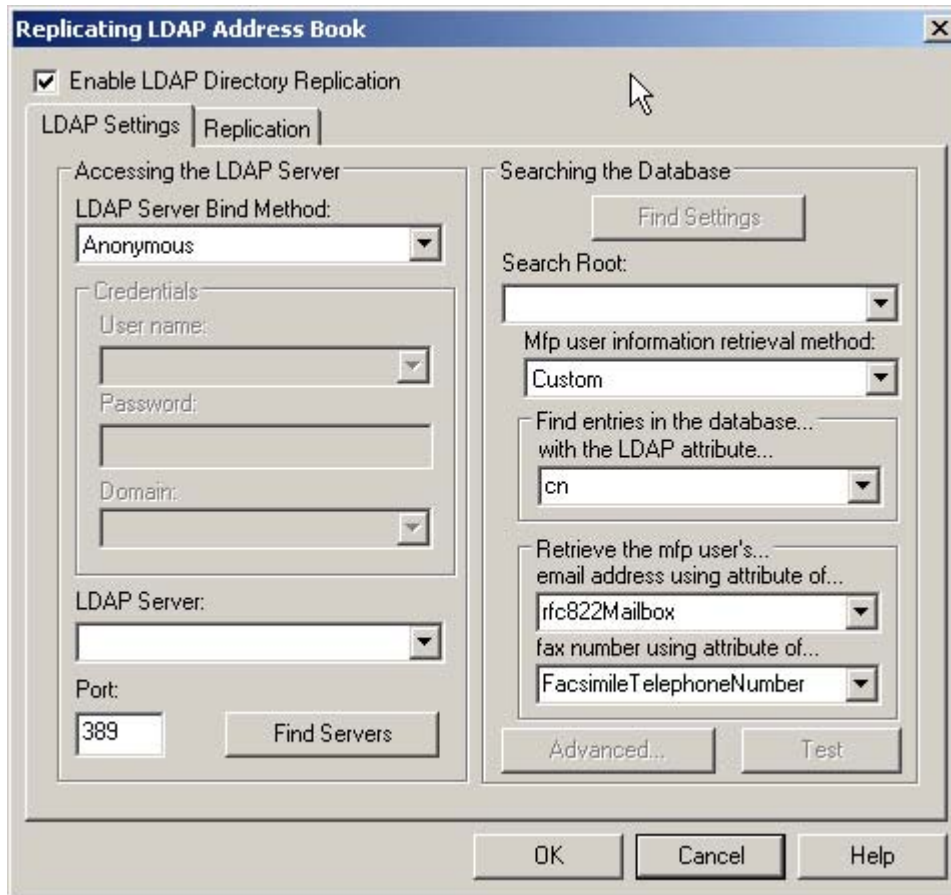 Replicating LDAP Address Book
Enable LDAP Directory Replication
LDAP Settings
Replication
Accessing the LDAP Server
LDAP Server Bind Method:
Anonymous
Credentials
User name:
Password:
Domain:
LDAP Server:
Port:
389
Find Servers
Searching the Database
Find Settings
Search Root:
Mfp user information retrieval method:
Custom
Find entries in the database...
with the LDAP attribute...
cn
Retrieve the mfp user's...
email address using attribute of...
rfc822Mailbox
fax number using attribute of...
FacsimileTelephoneNumber
Advanced...
Test
OK
Cancel
Help